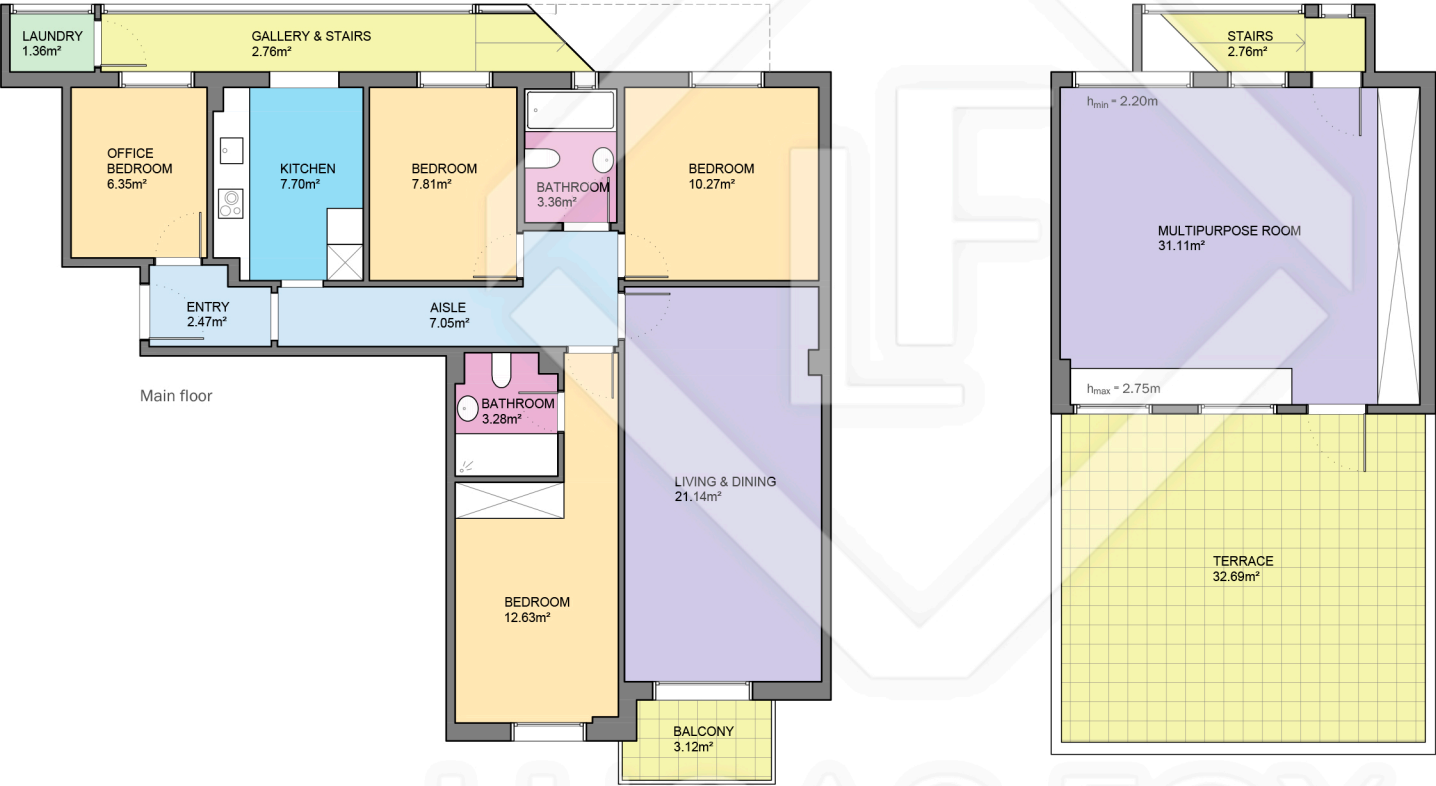 LAUNDRY
1.36m²
GALLERY & STAIRS
2.76m²
OFFICE
BEDROOM
6.35m²
KITCHEN
7.70m²
BEDROOM
7.81m²
BATHROOM
3.36m²
BEDROOM
10.27m²
ENTRY
2.47m²
AISLE
7.05m²
Main floor
BATHROOM
3.28m²
LIVING & DINING
21.14m²
BEDROOM
12.63m²
BALCONY
3.12m²
STAIRS
2.76m²
hmin = 2.20m
MULTIPURPOSE ROOM
31.11m²
hmax = 2.75m
TERRACE
32.69m²
LF